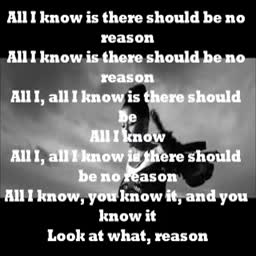 All I know is there should be no
reason
All I know is there should be no
reason
All I, all I know is there should
be
All I know
All I, all I know is there should
be no reason
All I know, you know it, and you
know it
Look at what, reason